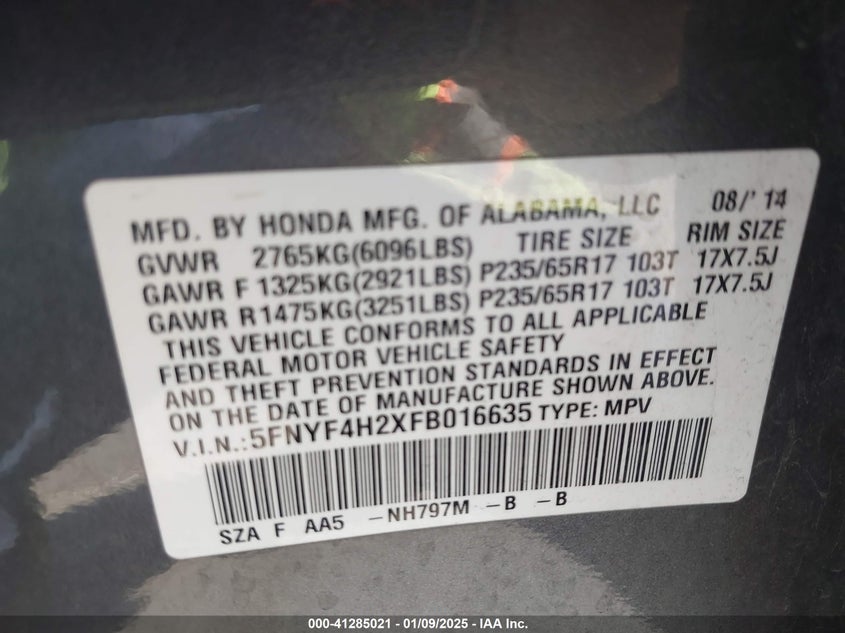 MFD. BY HONDA MFG. OF ALABAMA, LLC 08/'14
GVWR 2765KG(6096LBS) TIRE SIZE RIM SIZE
GAWR F 1325KG(2921LBS) P235/65R17 103T 17X7.5J
GAWR R1475KG(3251LBS) P235/65R17 103T 17X7.5J
THIS VEHICLE CONFORMS TO ALL APPLICABLE
FEDERAL MOTOR VEHICLE SAFETY
AND THEFT PREVENTION STANDARDS IN EFFECT
ON THE DATE OF MANUFACTURE SHOWN ABOVE.
V.I.N.:5FNYF4H2XFB016635 TYPE: MPV
SZA F AA5 -NH797M -B -B
000-41285021 - 01/09/2025 - IAA Inc.